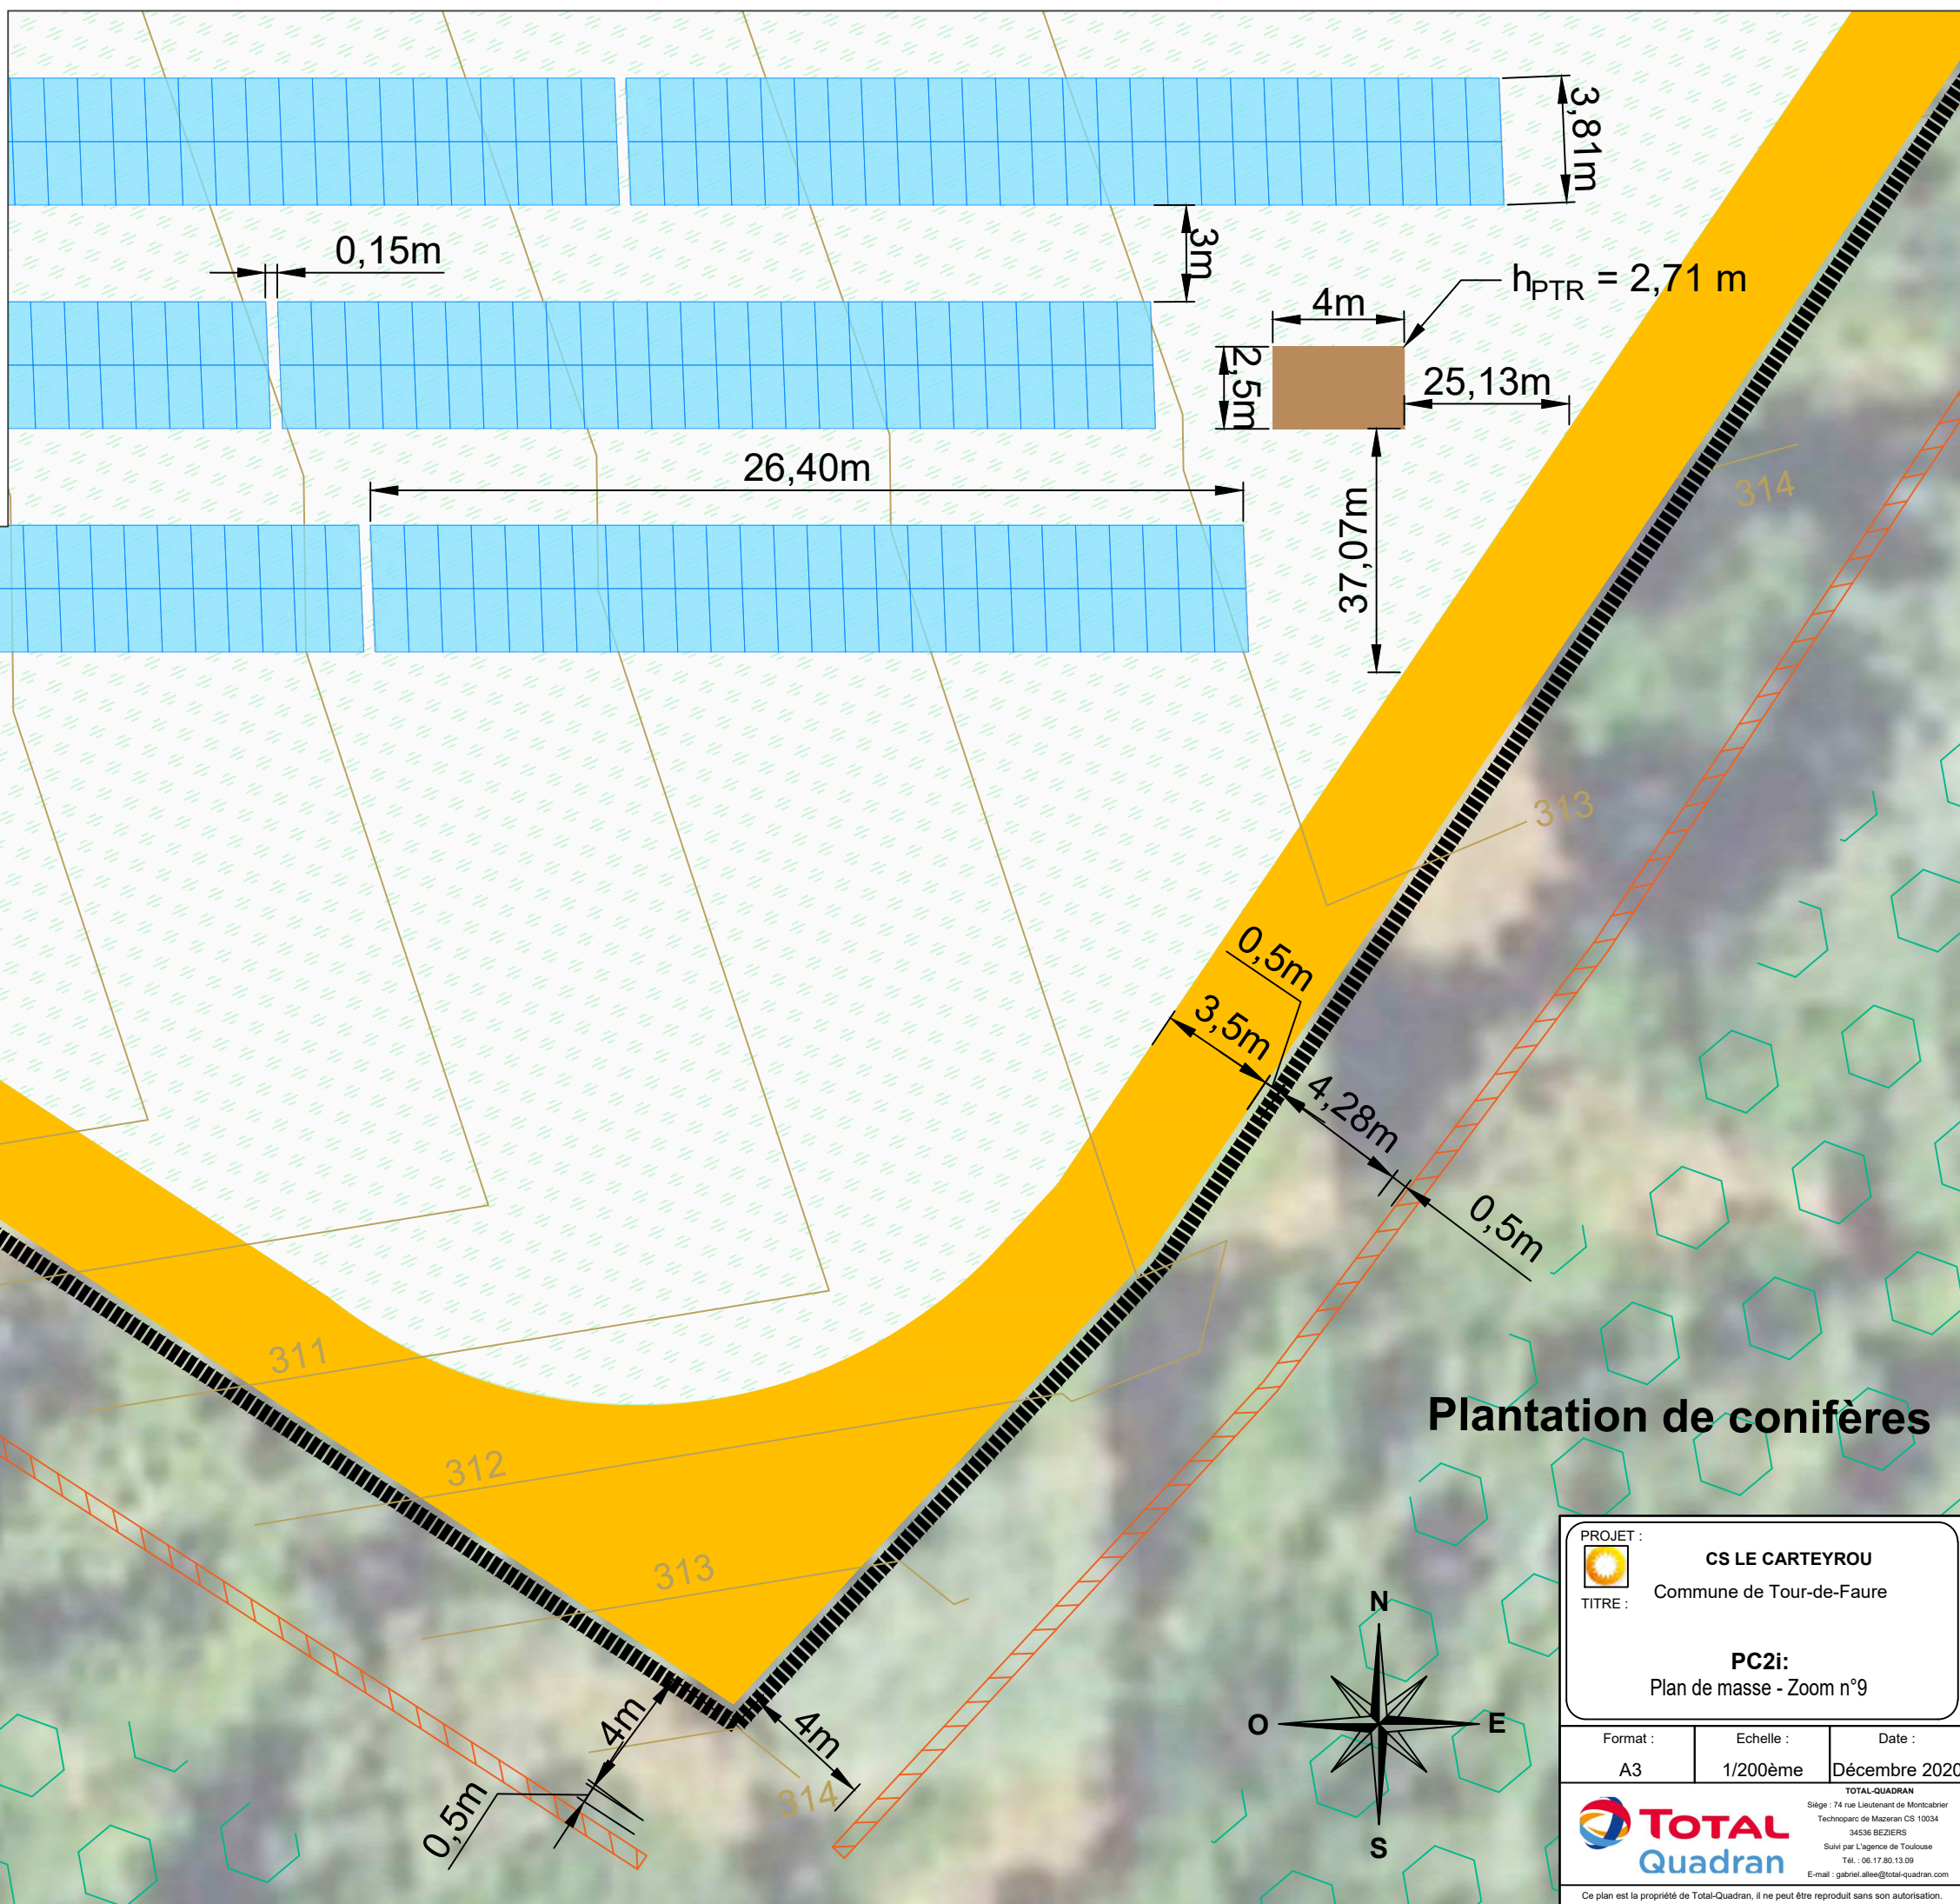 3,81m
3m
0,15m
hPTR = 2,71 m
4m
2,5m
25,13m
26,40m
37,07m
314
313
0,5m
3,5m
4,28m
0,5m
311
312
313
314
Plantation de conifères
4m
4m
0,5m
N
O
E
S
PROJET :
CS LE CARTEYROU
Commune de Tour-de-Faure
TITRE :
PC2i:
Plan de masse - Zoom n°9
Format :
Echelle :
Date :
A3
1/200ème
Décembre 2020
TOTAL
Quadran
TOTAL-QUADRAN
Siège : 74 rue Lieutenant de Montcabrier
Technoparc de Mazeran CS 10034
34536 BEZIERS
Suivi par L'agence de Toulouse
Tél. : 06.17.80.13.09
E-mail : gabriel.allee@total-quadran.com
Ce plan est la propriété de Total-Quadran, il ne peut être reproduit sans son autorisation.